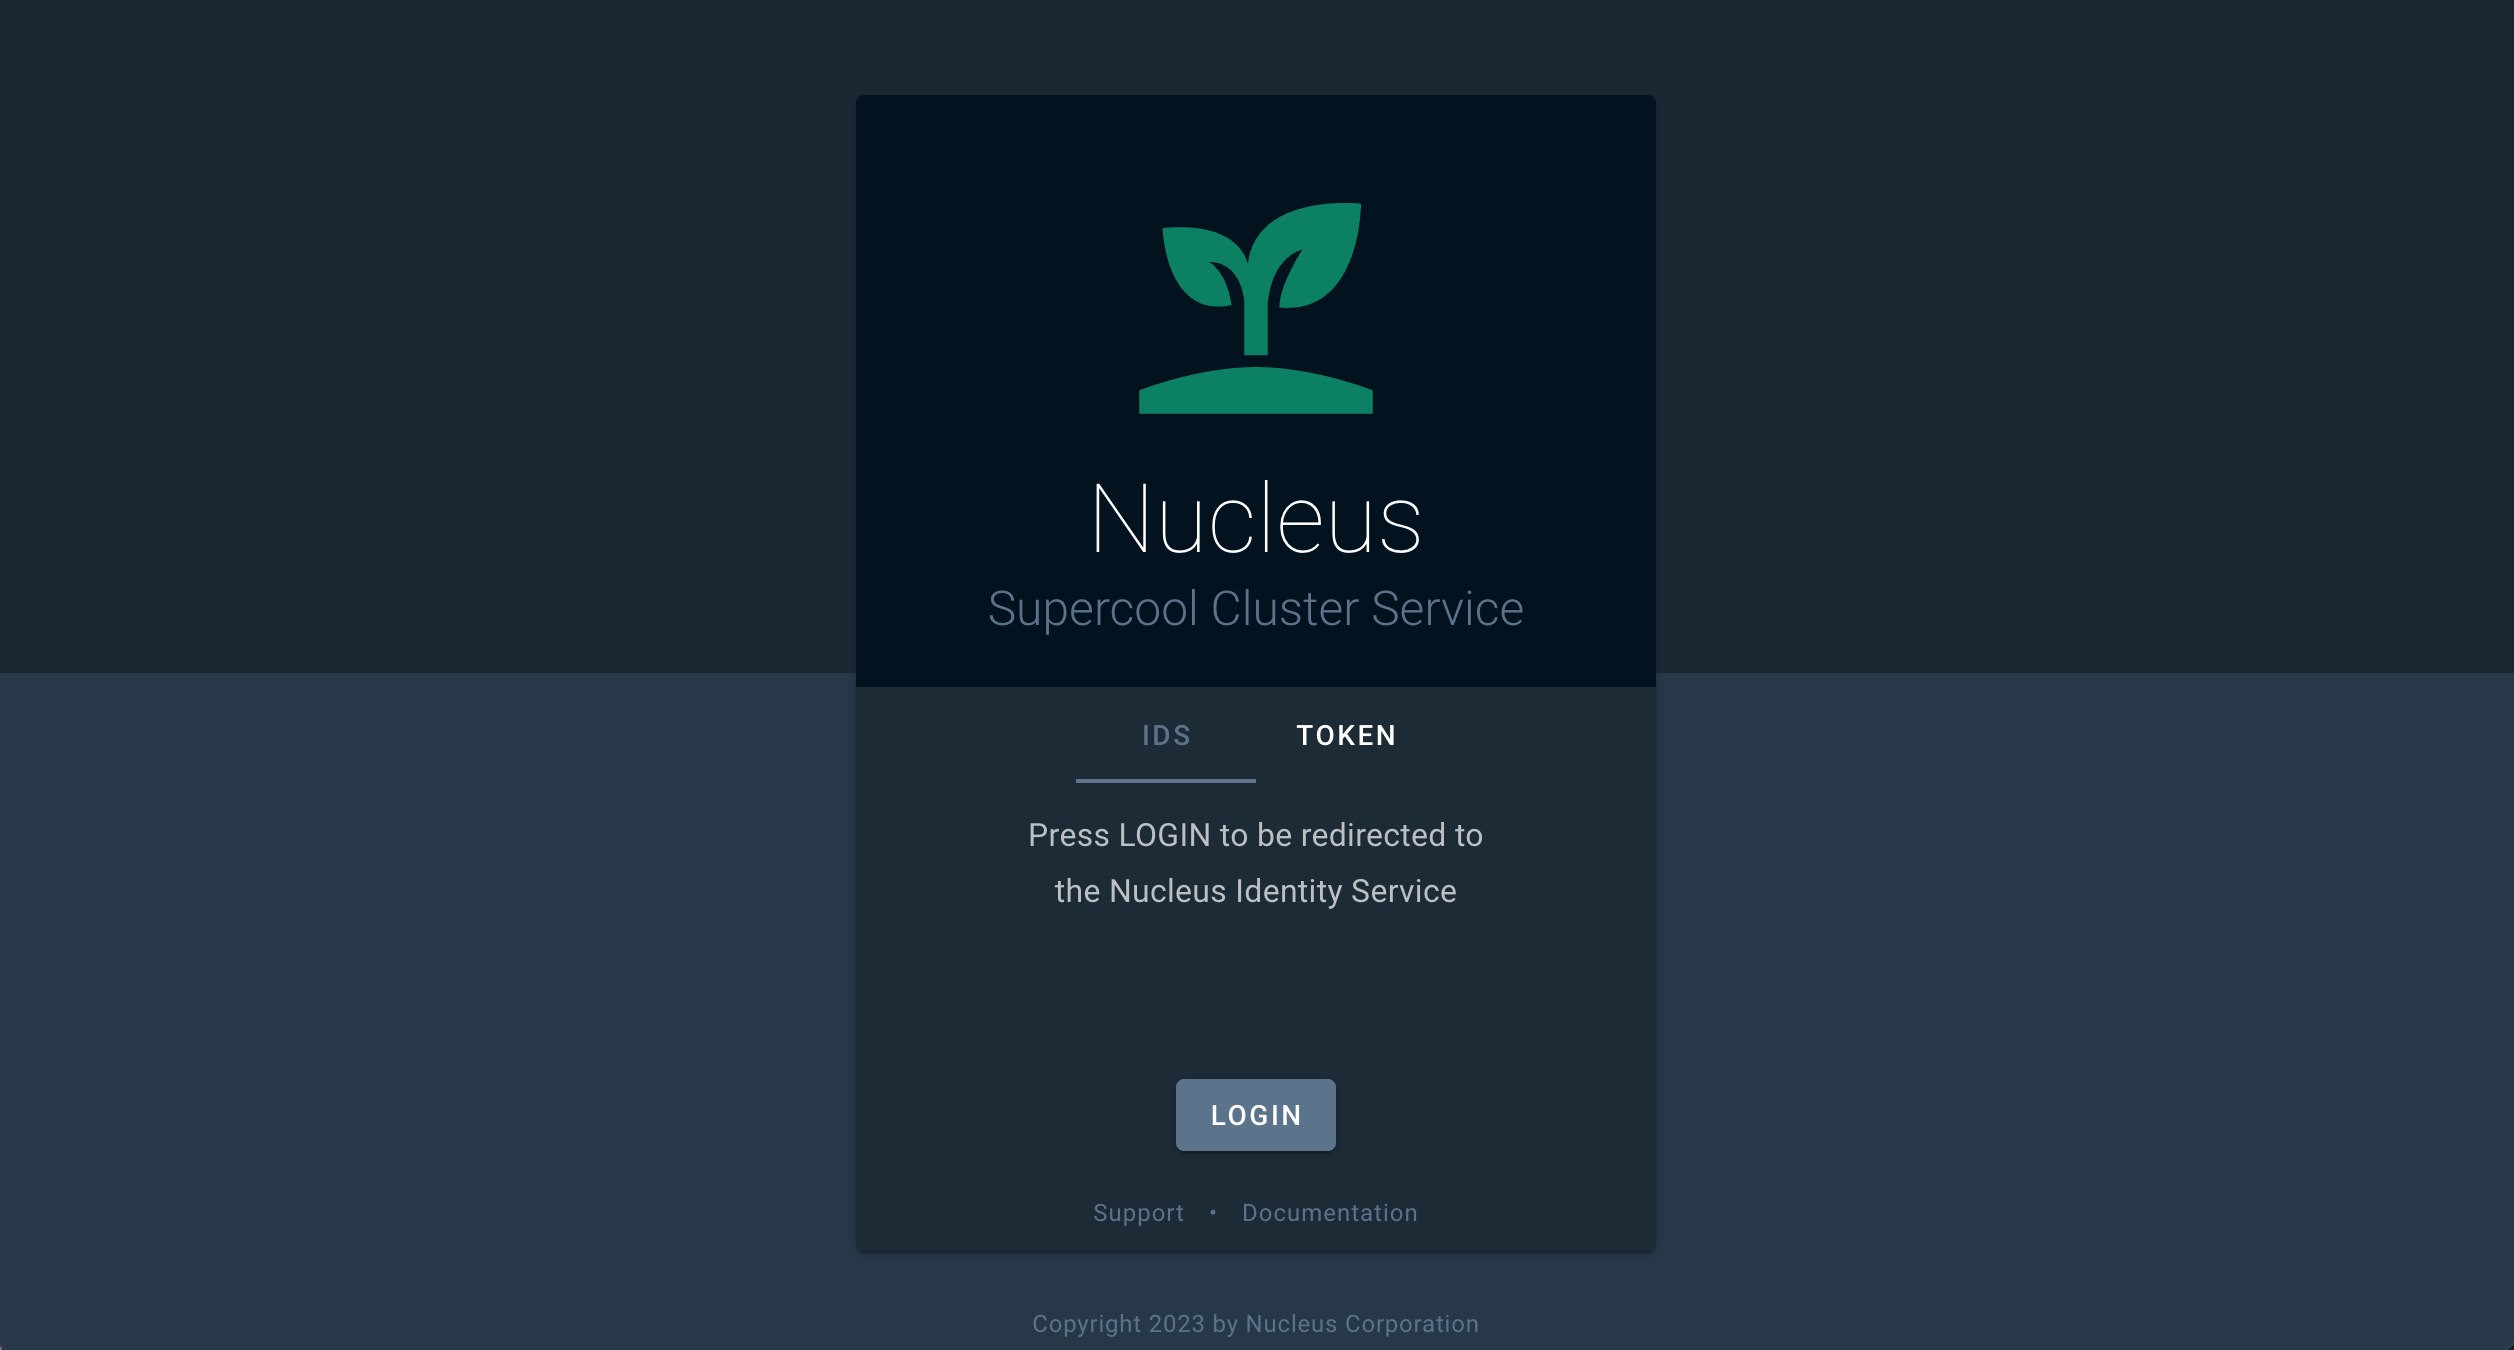 Nucleus
Supercool Cluster Service
IDS TOKEN
Press LOGIN to be redirected to
the Nucleus Identity Service
LOGIN
Support • Documentation
Copyright 2023 by Nucleus Corporation